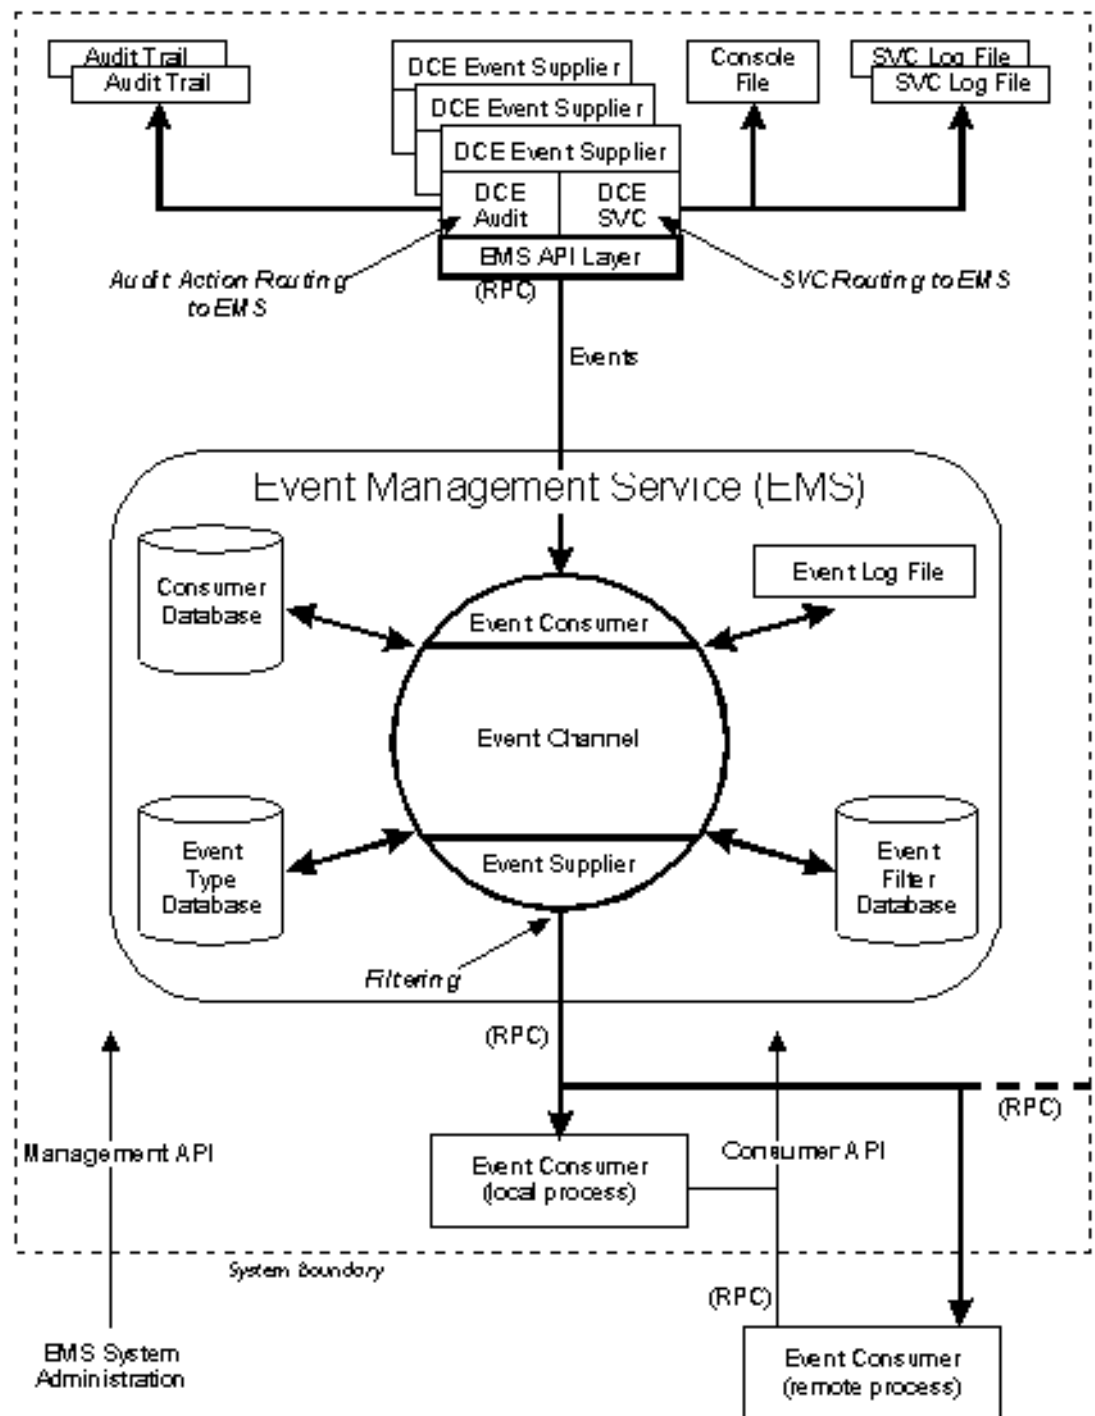 Audit Trail
Audit Trail
DCE Event Supplier
DCE Event Supplier
DCE Event Supplier
DCE
Audit
DCE
SVC
EMS API Layer
(RPC)
Console
File
SVC Log File
SVC Log File
Audit Action Routing
to EMS
SVC Routing to EMS
Events
Event Management Service (EMS)
Consumer
Database
Event Log File
Event Consumer
Event Channel
Event Supplier
Event
Type
Database
Event
Filter
Database
Filtering
(RPC)
(RPC)
Management API
Event Consumer
(local process)
Consumer API
System Boundary
(RPC)
EMS System
Administration
Event Consumer
(remote process)